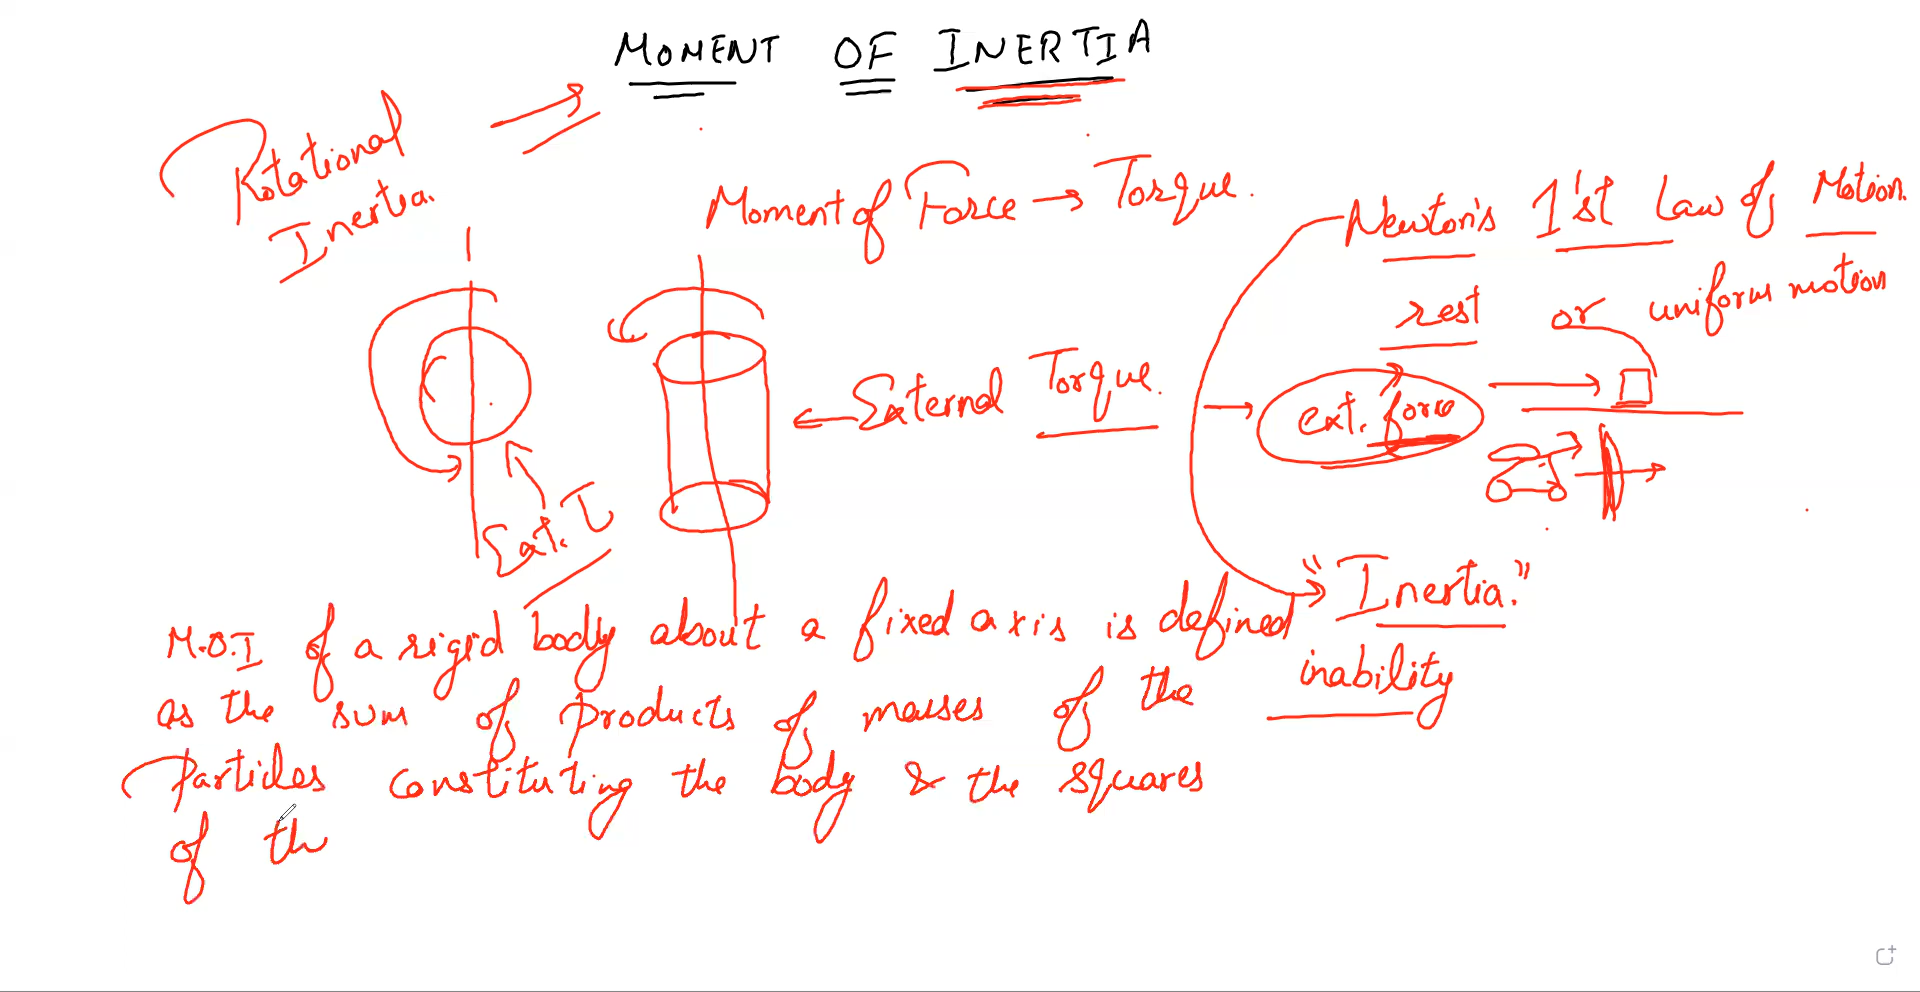 MOMENT OF INERTIA
Rotational
Inertia.
Moment of Force → Torque.
Newton's 1'st Law of Motion.
rest or uniform motion
← External Torque.
ext. force
Ext. T
"Inertia."
inability
M.O.I of a rigid body about a fixed axis is defined
as the sum of products of masses of the
Particles constituting the body & the squares
of th